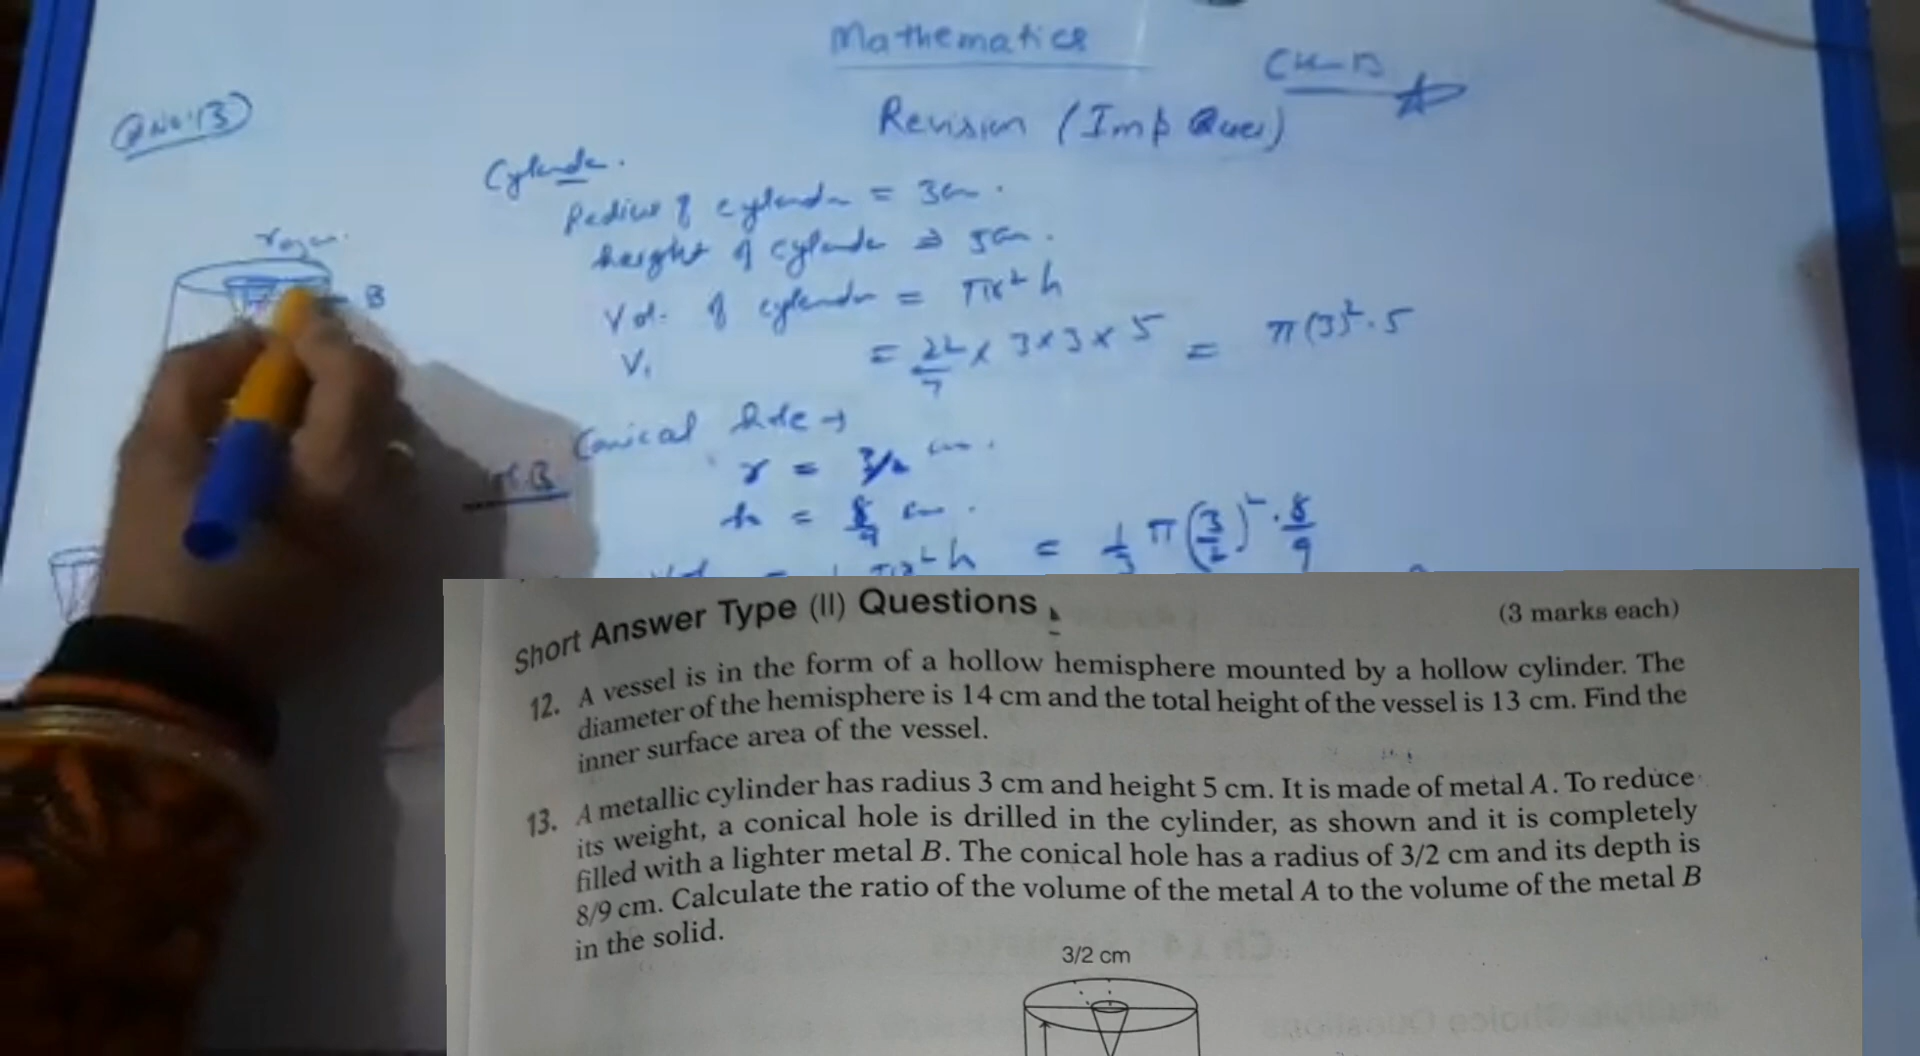 Mathematics
CH-13
Revision (Imp Ques)
Q No. 13)
Cylinder.
Radius of cylinder = 3cm.
height of cylinder = 5cm.
Vol. of cylinder = πr²h
V₁ = 22/7 × 3×3×5 = π(3)².5
B
Conical hole →
r = 3/2 cm.
h = 8/9 cm.
πr²h = 1/3 π(3/2)².8/9
Short Answer Type (II) Questions
(3 marks each)
12. A vessel is in the form of a hollow hemisphere mounted by a hollow cylinder. The
diameter of the hemisphere is 14 cm and the total height of the vessel is 13 cm. Find the
inner surface area of the vessel.
13. A metallic cylinder has radius 3 cm and height 5 cm. It is made of metal A. To reduce
its weight, a conical hole is drilled in the cylinder, as shown and it is completely
filled with a lighter metal B. The conical hole has a radius of 3/2 cm and its depth is
8/9 cm. Calculate the ratio of the volume of the metal A to the volume of the metal B
in the solid.
3/2 cm